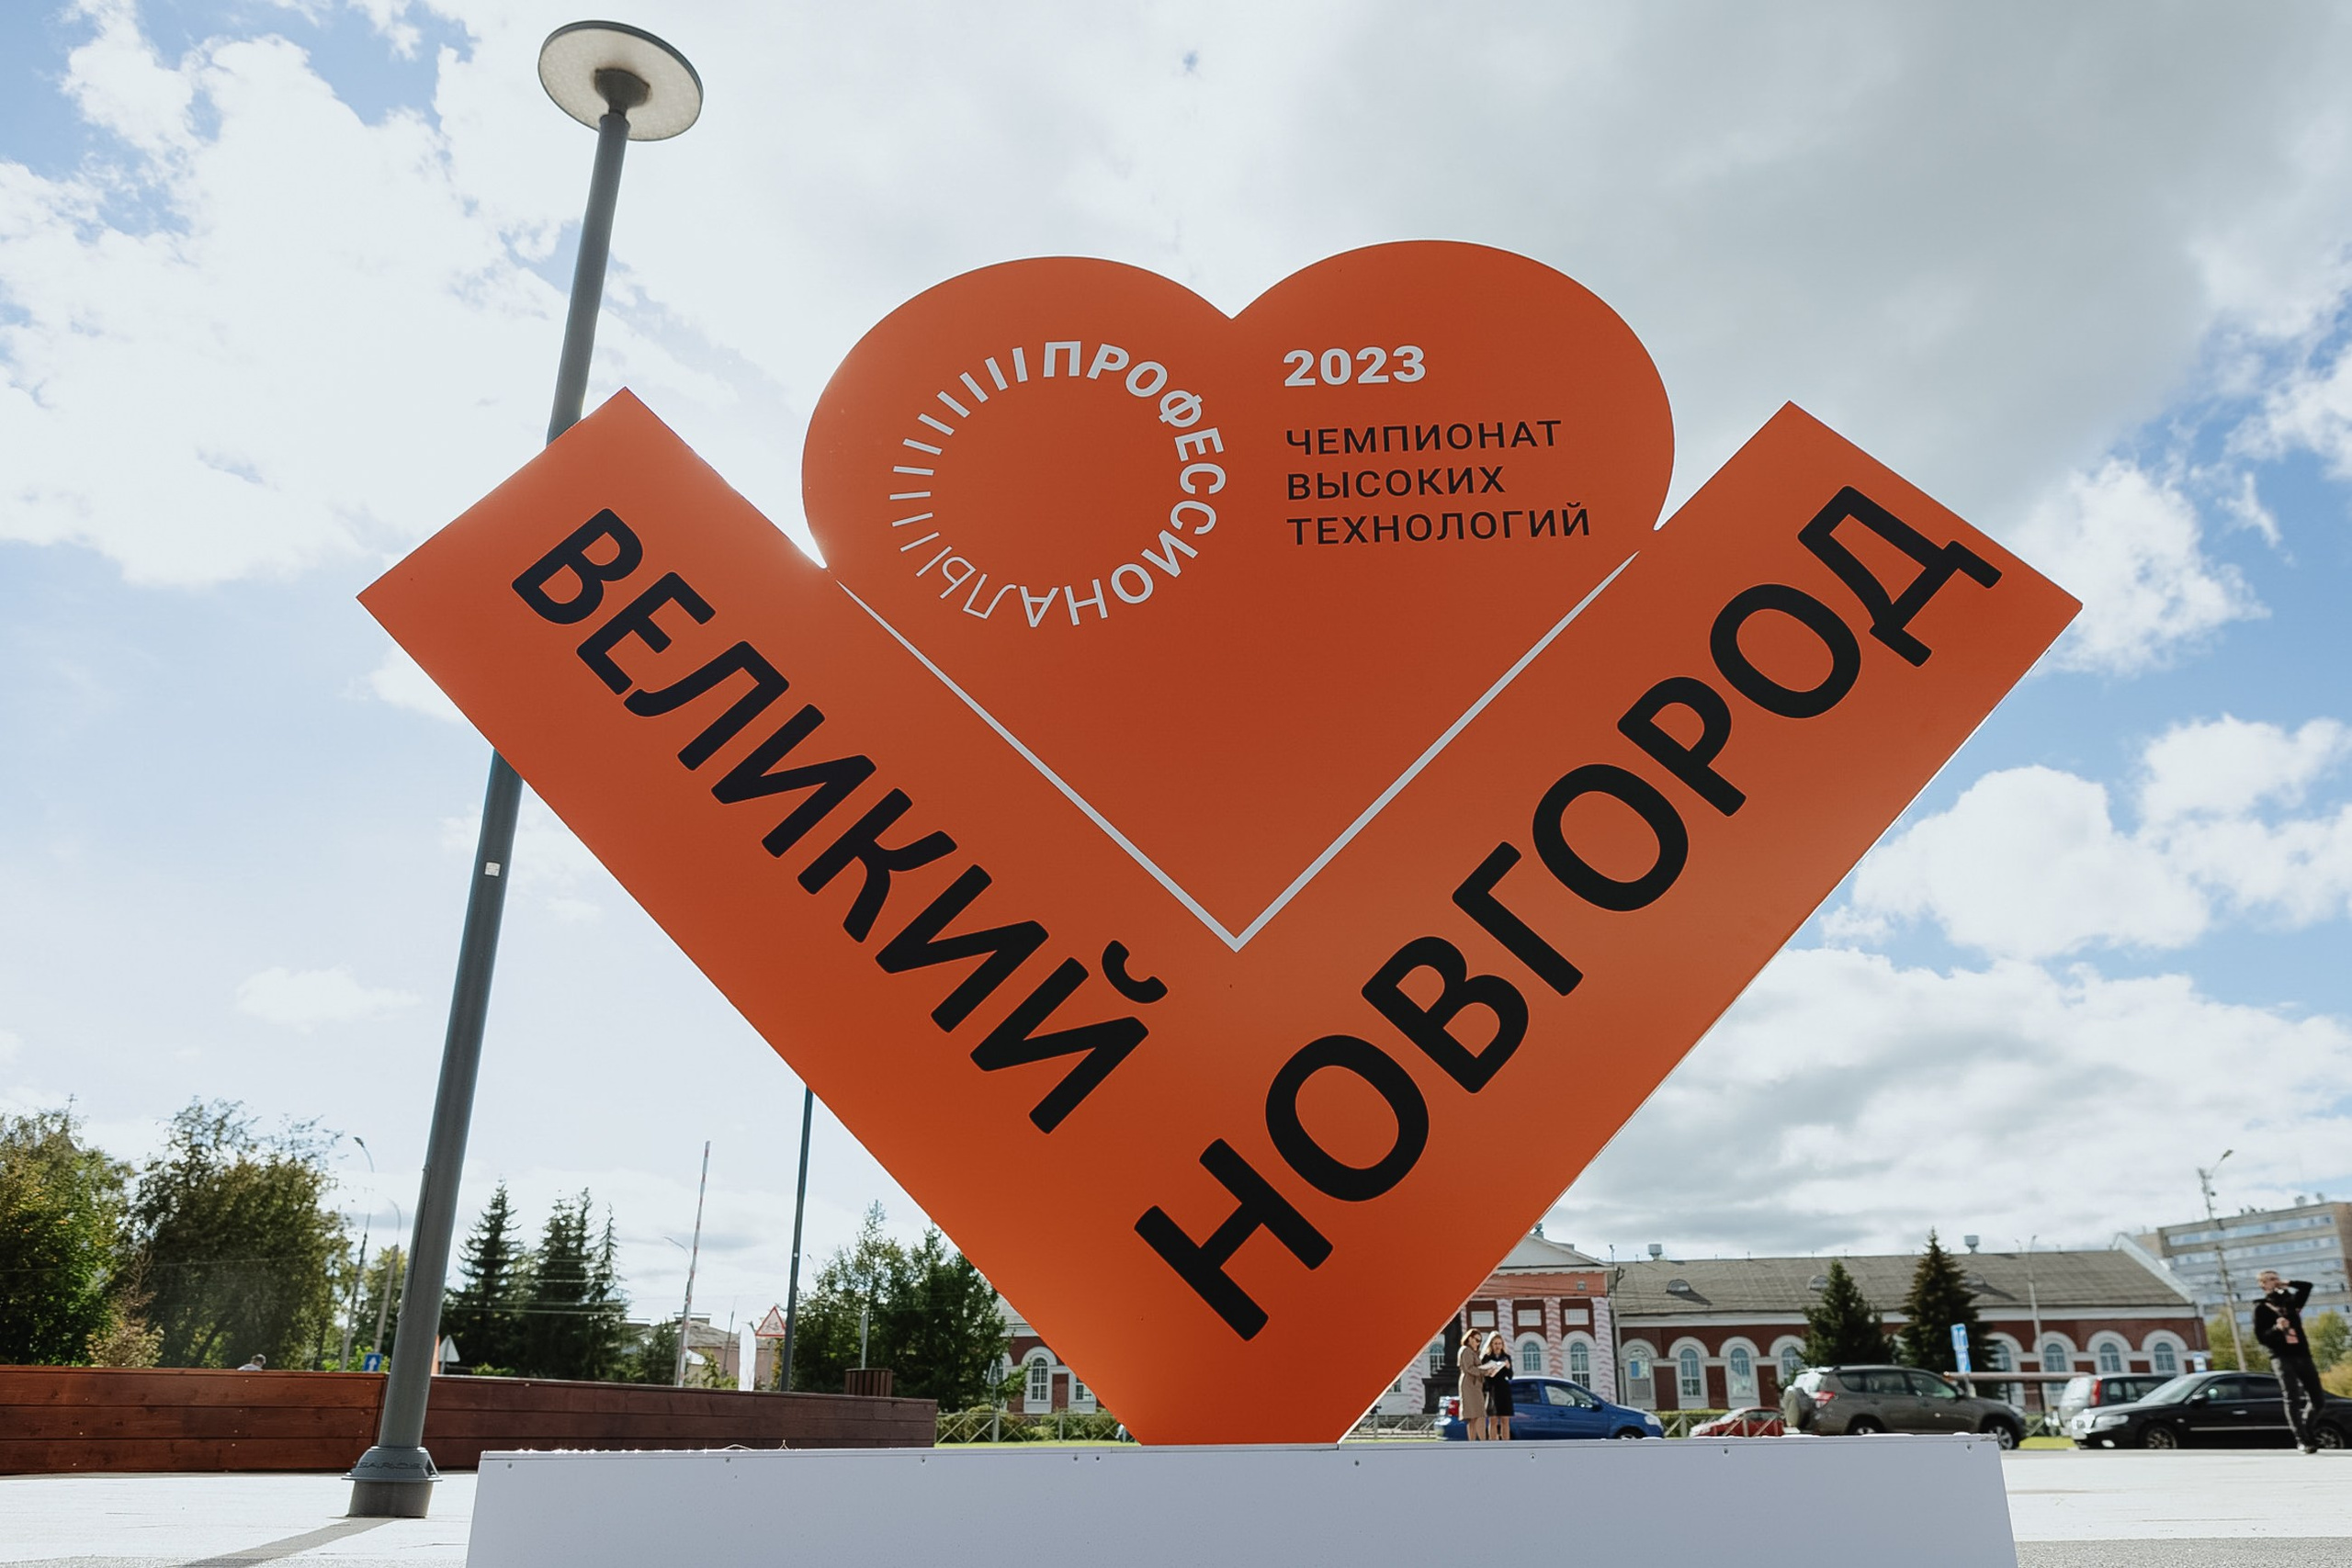 ПРОФЕССИОНАЛЫ
2023
ЧЕМПИОНАТ
ВЫСОКИХ
ТЕХНОЛОГИЙ
ВЕЛИКИЙ
НОВГОРОД